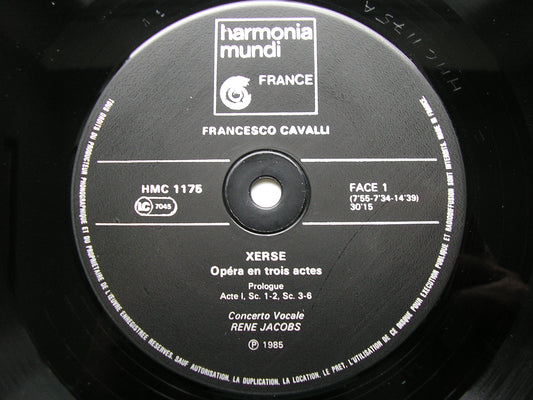 harmonia
mundi
FRANCE
FRANCESCO CAVALLI
HMC 1175
LC 7045
FACE 1
(7'55-7'34-14'39)
30'15
XERSE
Opéra en trois actes
Prologue
Acte I, Sc. 1-2, Sc. 3-6
Concerto Vocale
RENE JACOBS
Ⓟ 1985
TOUS DROITS DU PRODUCTEUR PHONOGRAPHIQUE ET DU PROPRIETAIRE DE L'ŒUVRE ENREGISTREE RESERVES. SAUF AUTORISATION, LA DUPLICATION, LA LOCATION, LE PRET, L'UTILISATION DE CE DISQUE POUR EXECUTION PUBLIQUE ET RADIODIFFUSION SONT INTERDITS. MADE IN FRANCE.
HMC 1175 A